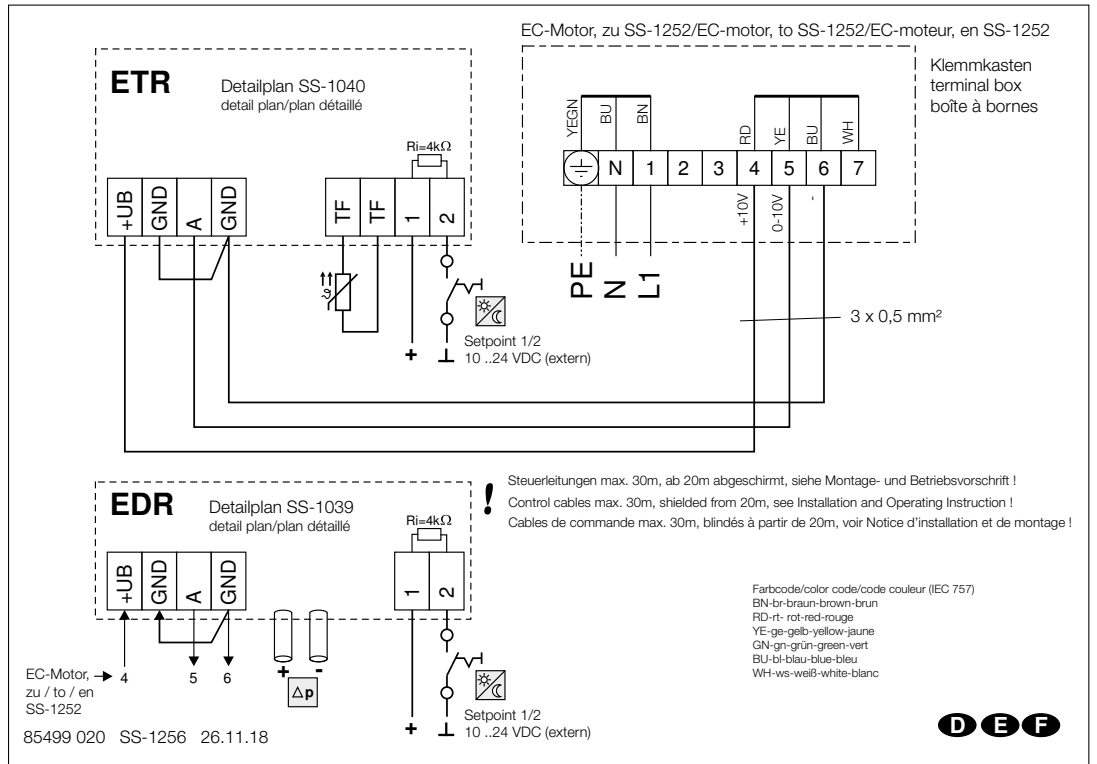 EC-Motor, zu SS-1252/EC-motor, to SS-1252/EC-moteur, en SS-1252
ETR
Detailplan SS-1040
detail plan/plan détaillé
Ri=4kΩ
+UB GND A GND
TF TF 1 2
ϑ
+ ⊥
Setpoint 1/2
10 ..24 VDC (extern)
Klemmkasten
terminal box
boîte à bornes
YEGN BU BN RD YE BU WH
N 1 2 3 4 5 6 7
+10V 0-10V -
PE N L1
3 x 0,5 mm²
! Steuerleitungen max. 30m, ab 20m abgeschirmt, siehe Montage- und Betriebsvorschrift !
Control cables max. 30m, shielded from 20m, see Installation and Operating Instruction !
Cables de commande max. 30m, blindés à partir de 20m, voir Notice d'installation et de montage !
EDR
Detailplan SS-1039
detail plan/plan détaillé
Ri=4kΩ
+UB GND A GND
1 2
EC-Motor,
zu / to / en
SS-1252
4 5 6
+ -
Δp
+ ⊥
Setpoint 1/2
10 ..24 VDC (extern)
Farbcode/color code/code couleur (IEC 757)
BN-br-braun-brown-brun
RD-rt- rot-red-rouge
YE-ge-gelb-yellow-jaune
GN-gn-grün-green-vert
BU-bl-blau-blue-bleu
WH-ws-weiß-white-blanc
85499 020 SS-1256 26.11.18
D E F